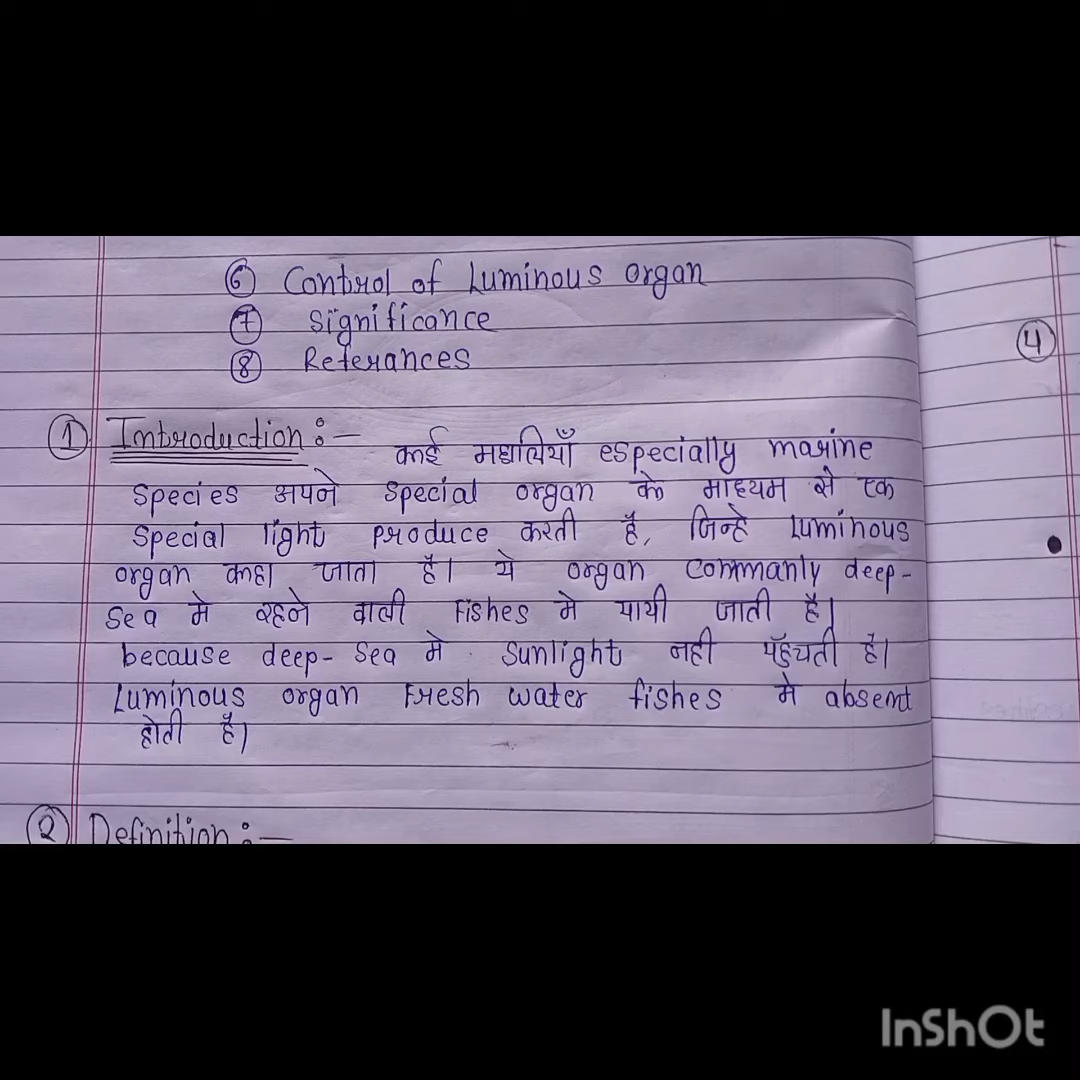 ⑥ Control of Luminous organ
⑦ Significance
⑧ Referances
④
① Introduction :- कई मछलियाँ especially marine
species अपने special organ के माध्यम से एक
special light produce करती है, जिन्हे Luminous
organ कहा जाता है। ये organ commanly deep-
sea मे रहने वाली Fishes मे पायी जाती है।
because deep-sea मे sunlight नही पहुँचती है।
Luminous organ Fresh water fishes मे absent
होती है।
② Definition :-
InShOt